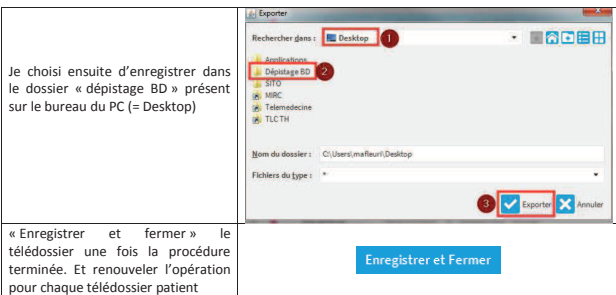 Je choisi ensuite d'enregistrer dans
le dossier « dépistage BD » présent
sur le bureau du PC (= Desktop)
Exporter
Rechercher dans :
Desktop
1
Applications
Dépistage BD
2
SITO
MIRC
Telemedecine
TLC TH
Nom du dossier : C:\Users\mafleuri\Desktop
Fichiers du type : *
3
Exporter
Annuler
« Enregistrer et fermer » le
télédossier une fois la procédure
terminée. Et renouveler l'opération
pour chaque télédossier patient
Enregistrer et Fermer